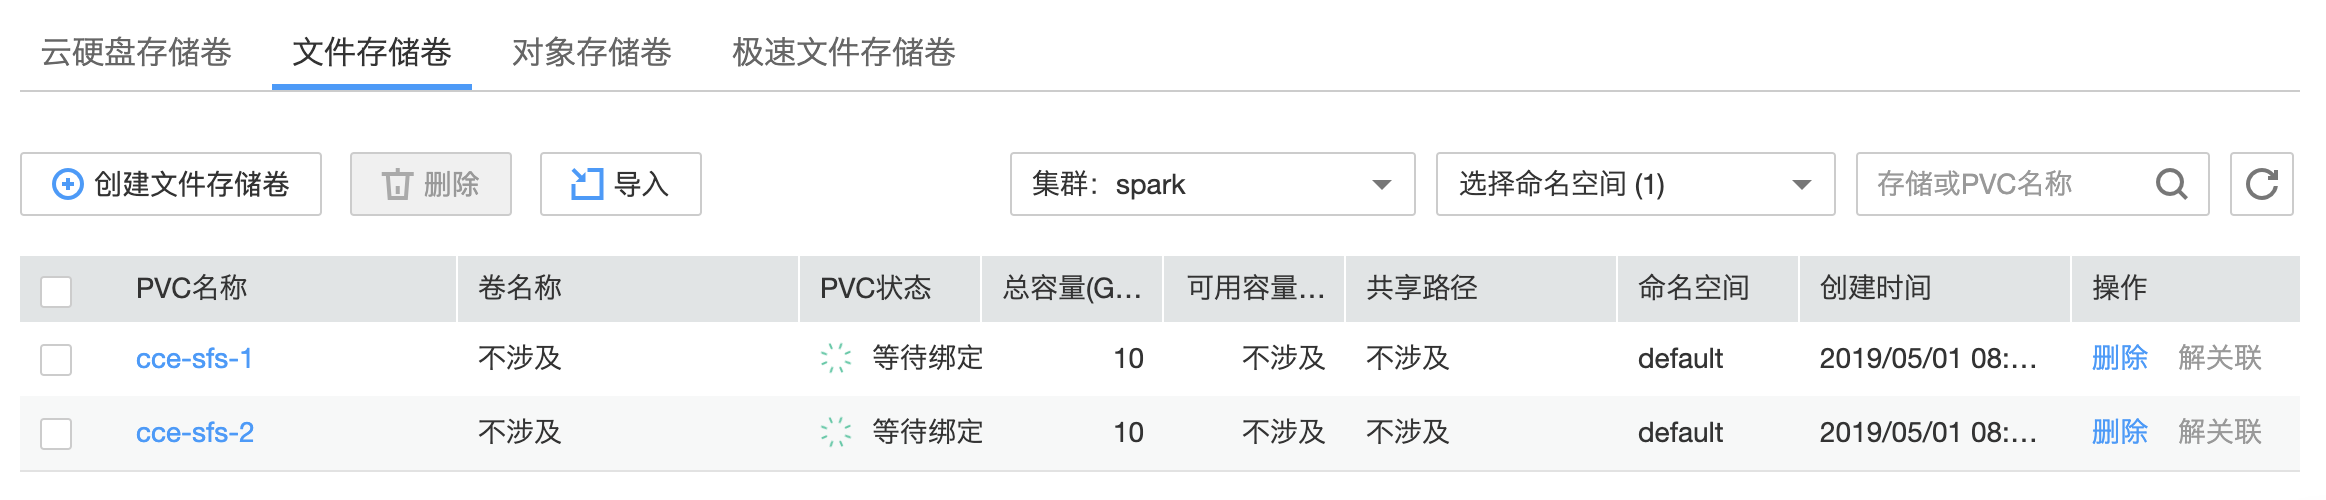 云硬盘存储卷 文件存储卷 对象存储卷 极速文件存储卷
创建文件存储卷 删除 导入 集群：spark 选择命名空间 (1) 存储或PVC名称
PVC名称 卷名称 PVC状态 总容量(G... 可用容量... 共享路径 命名空间 创建时间 操作
cce-sfs-1 不涉及 等待绑定 10 不涉及 不涉及 default 2019/05/01 08:... 删除 解关联
cce-sfs-2 不涉及 等待绑定 10 不涉及 不涉及 default 2019/05/01 08:... 删除 解关联